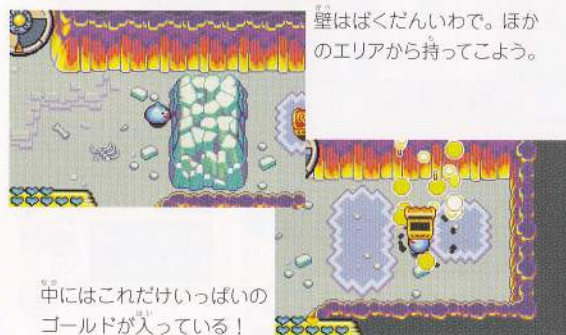 壁はばくだんいわで。ほか
のエリアから持ってこよう。
中にはこれだけいっぱいの
ゴールドが入っている!